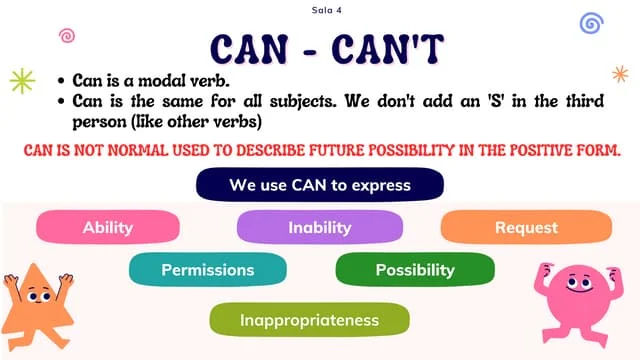 Sala 4
CAN - CAN'T
• Can is a modal verb.
• Can is the same for all subjects. We don't add an 'S' in the third
person (like other verbs)
CAN IS NOT NORMAL USED TO DESCRIBE FUTURE POSSIBILITY IN THE POSITIVE FORM.
We use CAN to express
Ability
Inability
Request
Permissions
Possibility
Inappropriateness